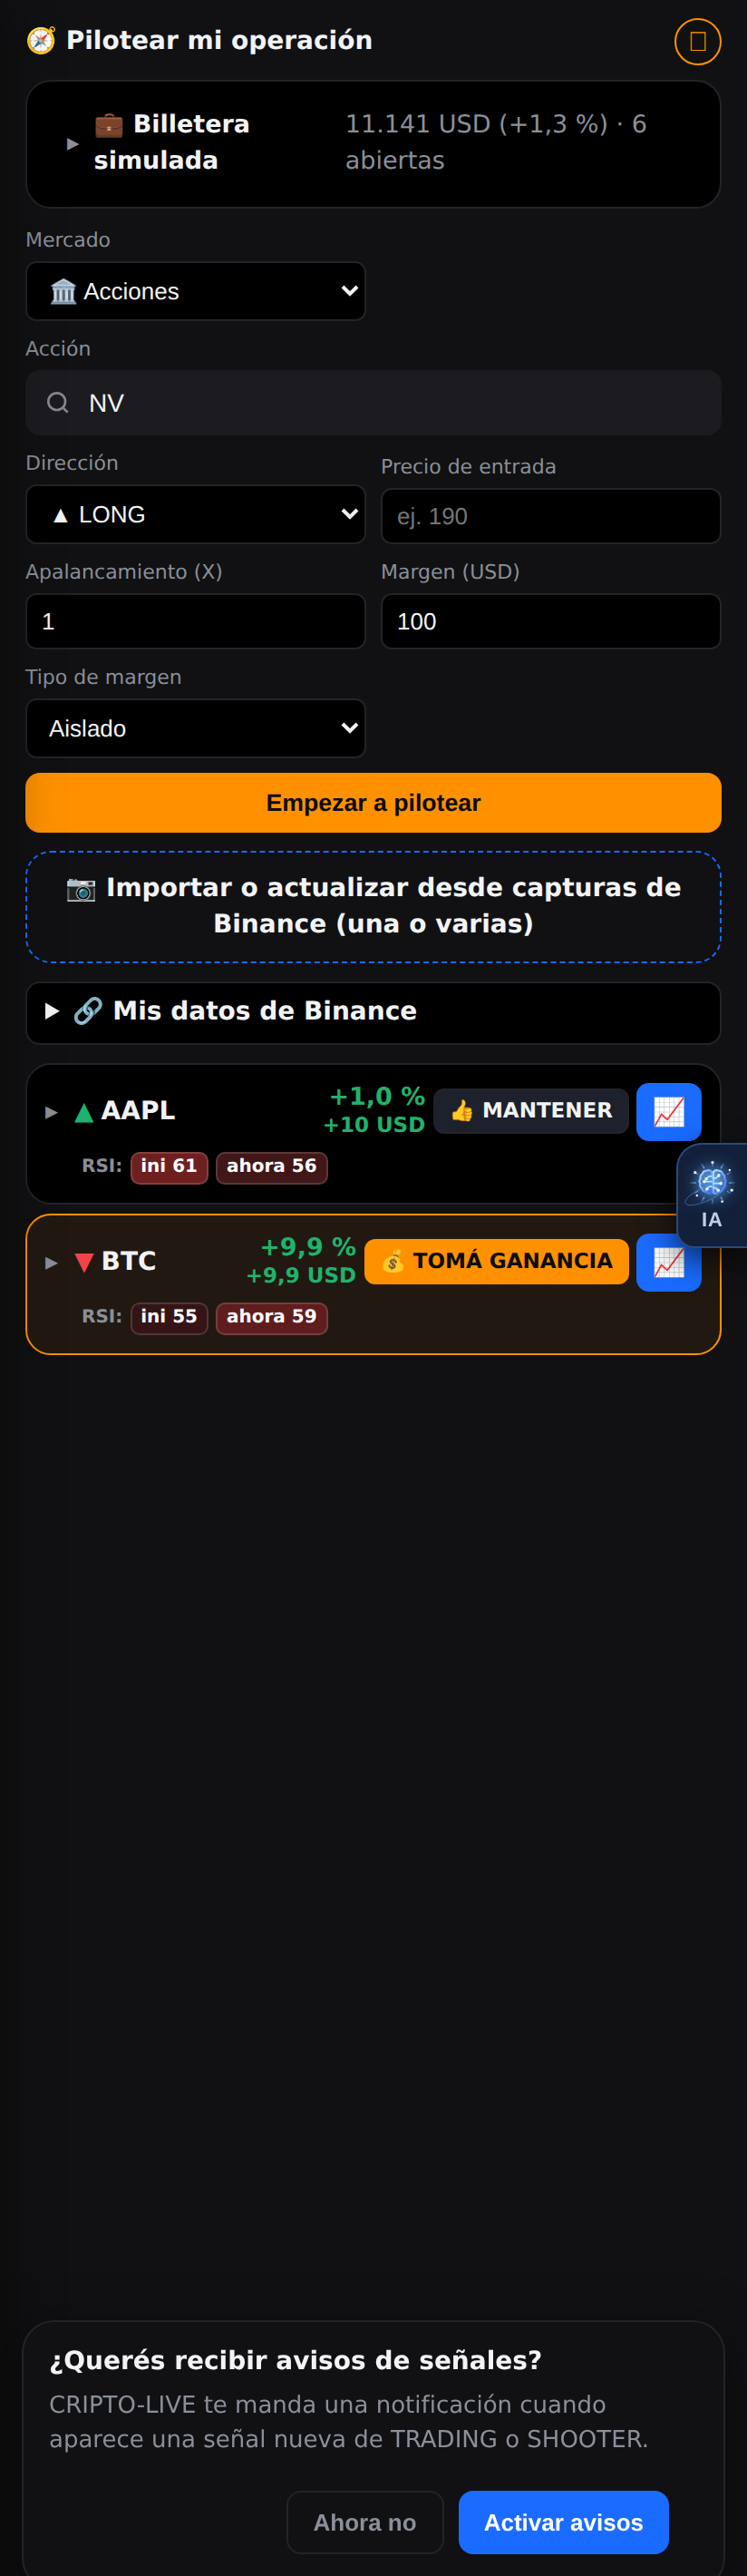 Pilotear mi operación
Billetera simulada
11.141 USD (+1,3 %) · 6 abiertas
Mercado
Acciones
Acción
NV
Dirección
Precio de entrada
▲ LONG
ej. 190
Apalancamiento (X)
Margen (USD)
1
100
Tipo de margen
Aislado
Empezar a pilotear
Importar o actualizar desde capturas de
Binance (una o varias)
Mis datos de Binance
AAPL
+1,0 %
+10 USD
MANTENER
RSI: ini 61 ahora 56
IA
BTC
+9,9 %
+9,9 USD
TOMÁ GANANCIA
RSI: ini 55 ahora 59
¿Querés recibir avisos de señales?
CRIPTO-LIVE te manda una notificación cuando
aparece una señal nueva de TRADING o SHOOTER.
Ahora no
Activar avisos